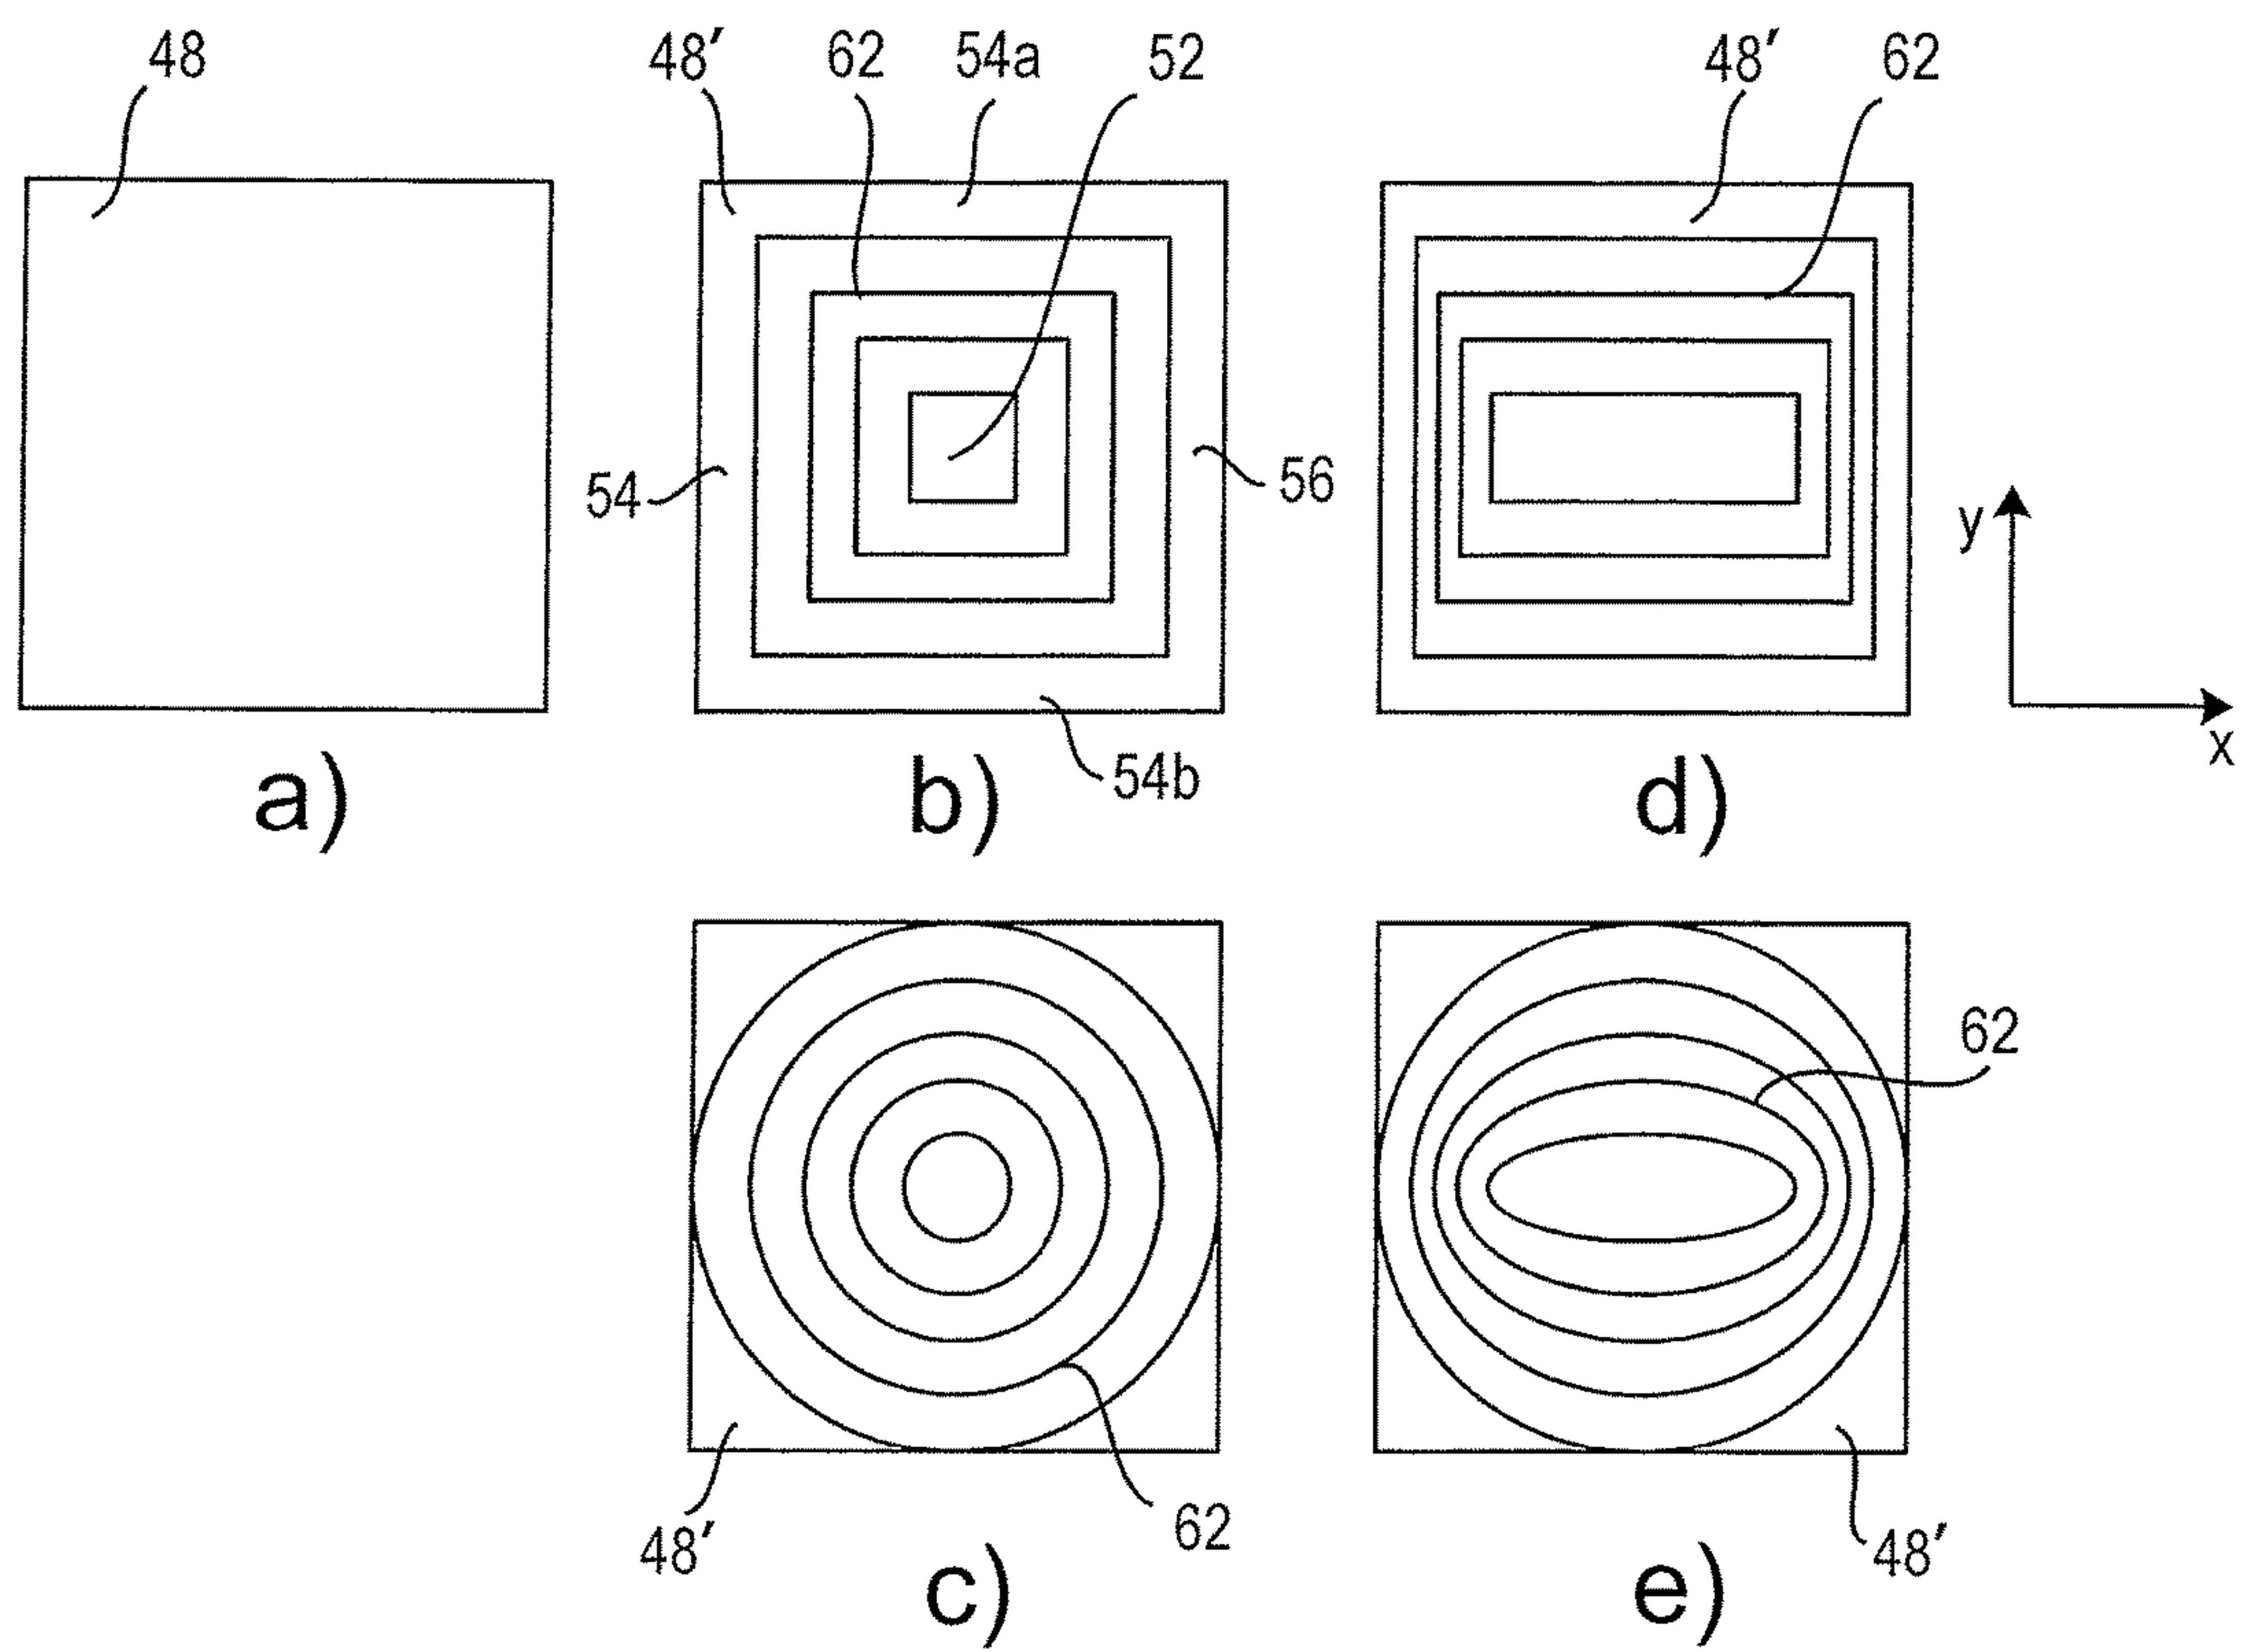 48
48′ 62 54a 52
48′ 62
54 56
y
x
54b
a) b) d)
62
48′ 62
48′
c) e)